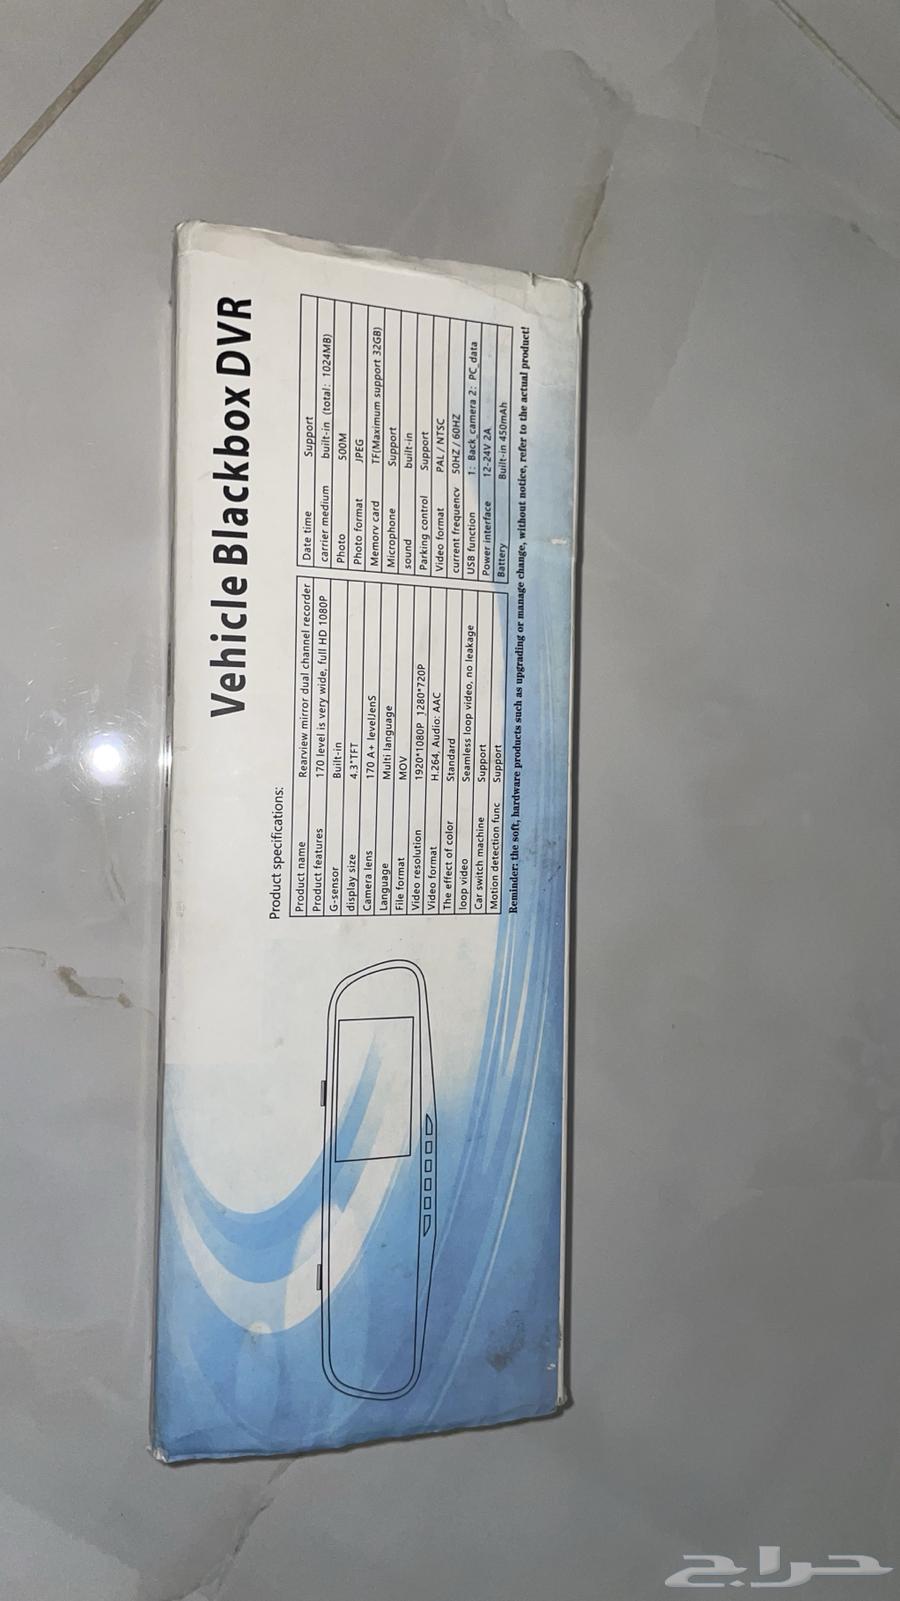 Vehicle Blackbox DVR
Product specifications:
Product name Rearview mirror dual channel recorder
Product features 170 level is very wide, full HD 1080P
G-sensor Built-in
display size 4.3"TFT
Camera lens 170 A+ level lenS
Language Multi language
File format MOV
Video resolution 1920*1080P 1280*720P
Video format H.264, Audio: AAC
The effect of color Standard
loop video Seamless loop video, no leakage
Car switch machine Support
Motion detection func Support
Date time Support
carrier medium built-in (total: 1024MB)
Photo 500M
Photo format JPEG
Memory card TF(Maximum support 32GB)
Microphone Support
sound built-in
Parking control Support
Video format PAL / NTSC
current frequency 50HZ / 60HZ
USB function 1: Back_camera 2: PC_data
Power interface 12-24V 2A
Battery Built-in 450mAh
Reminder: the soft, hardware products such as upgrading or manage change, without notice, refer to the actual product!
حراج